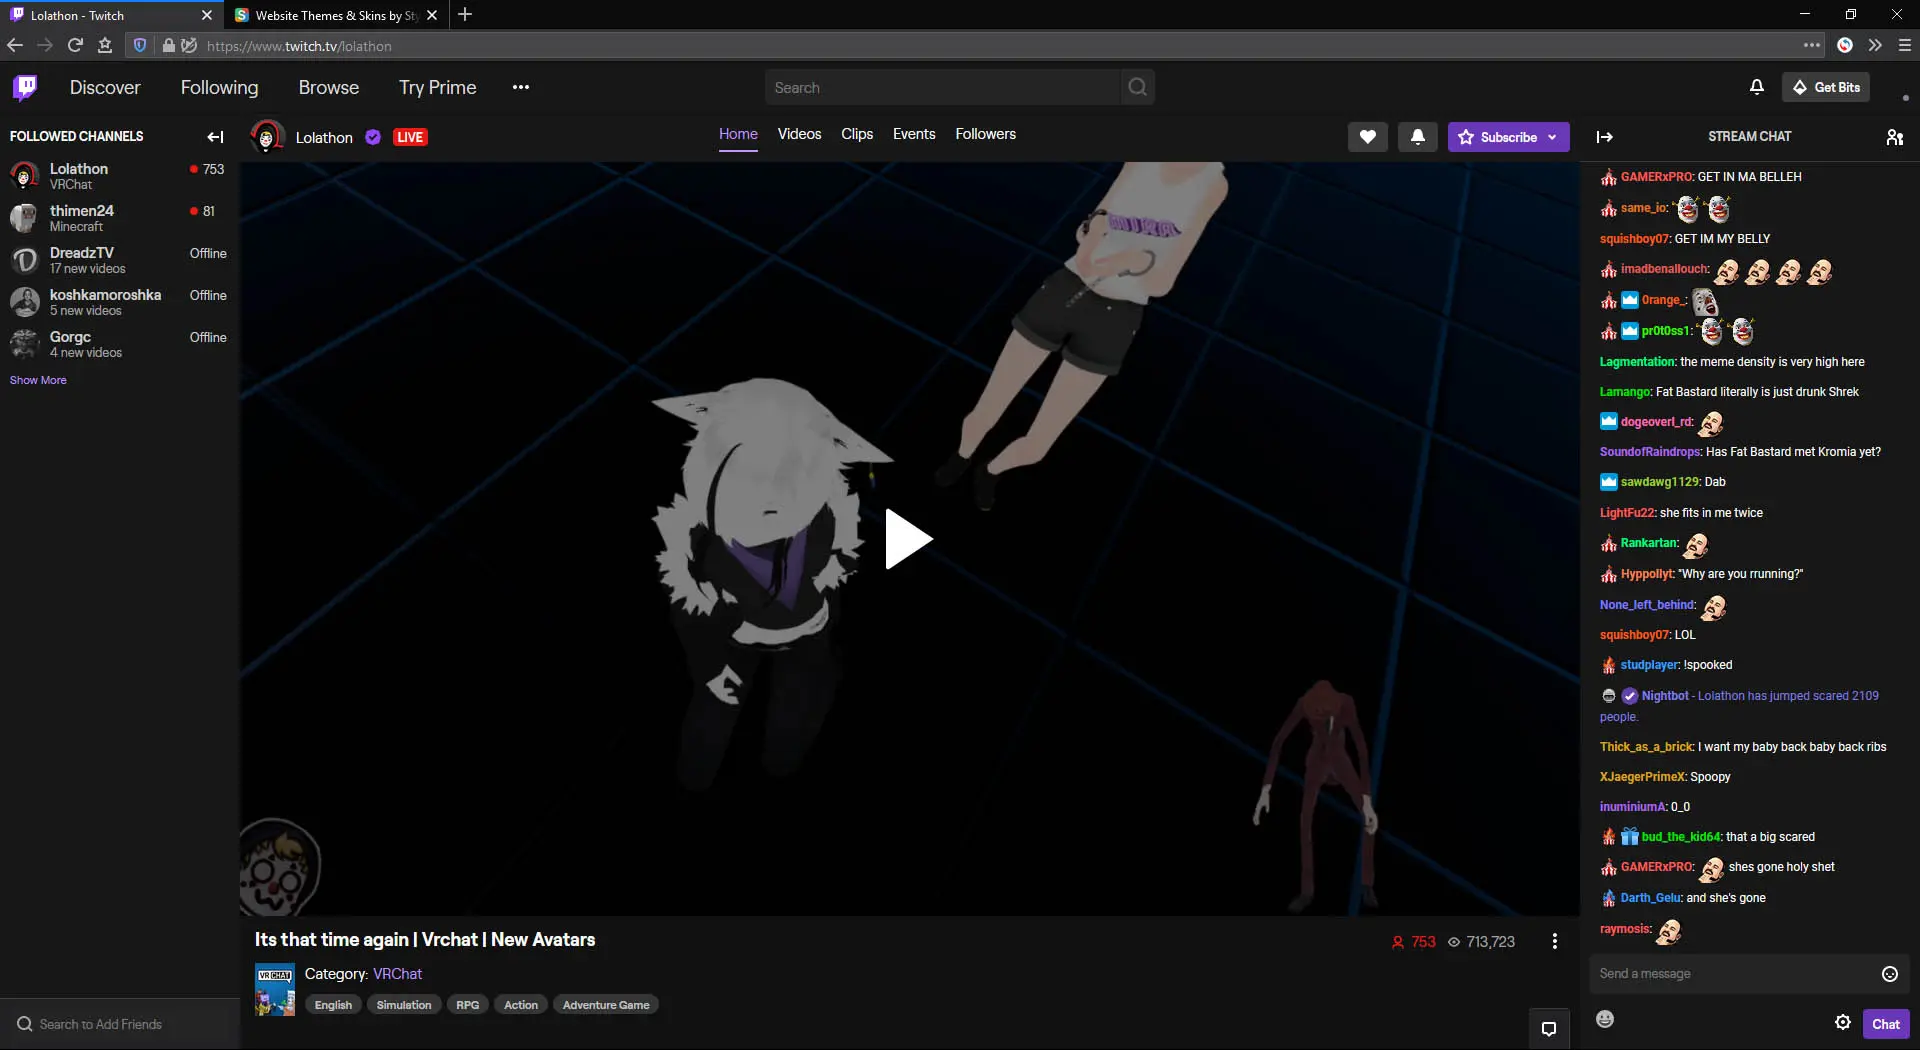 Lolathon - Twitch
Website Themes & Skins by Sty
https://www.twitch.tv/lolathon
Discover
Following
Browse
Try Prime
Search
Get Bits
FOLLOWED CHANNELS
Lolathon
VRChat
753
thimen24
Minecraft
81
DreadzTV
17 new videos
Offline
koshkamoroshka
5 new videos
Offline
Gorgc
4 new videos
Offline
Show More
Search to Add Friends
Lolathon
LIVE
Home
Videos
Clips
Events
Followers
Subscribe
Its that time again | Vrchat | New Avatars
753
713,723
VRCHAT
Category: VRChat
English
Simulation
RPG
Action
Adventure Game
STREAM CHAT
GAMERxPRO: GET IN MA BELLEH
same_io:
squishboy07: GET IM MY BELLY
imadbenallouch:
0range_:
pr0t0ss1:
Lagmentation: the meme density is very high here
Lamango: Fat Bastard literally is just drunk Shrek
dogeoverl_rd:
SoundofRaindrops: Has Fat Bastard met Kromia yet?
sawdawg1129: Dab
LightFu22: she fits in me twice
Rankartan:
Hyppollyt: "Why are you rrunning?"
None_left_behind:
squishboy07: LOL
studplayer: !spooked
Nightbot - Lolathon has jumped scared 2109
people.
Thick_as_a_brick: I want my baby back baby back ribs
XJaegerPrimeX: Spoopy
inuminiumA: 0_0
bud_the_kid64: that a big scared
GAMERxPRO: shes gone holy shet
Darth_Gelu: and she's gone
raymosis:
Send a message
Chat